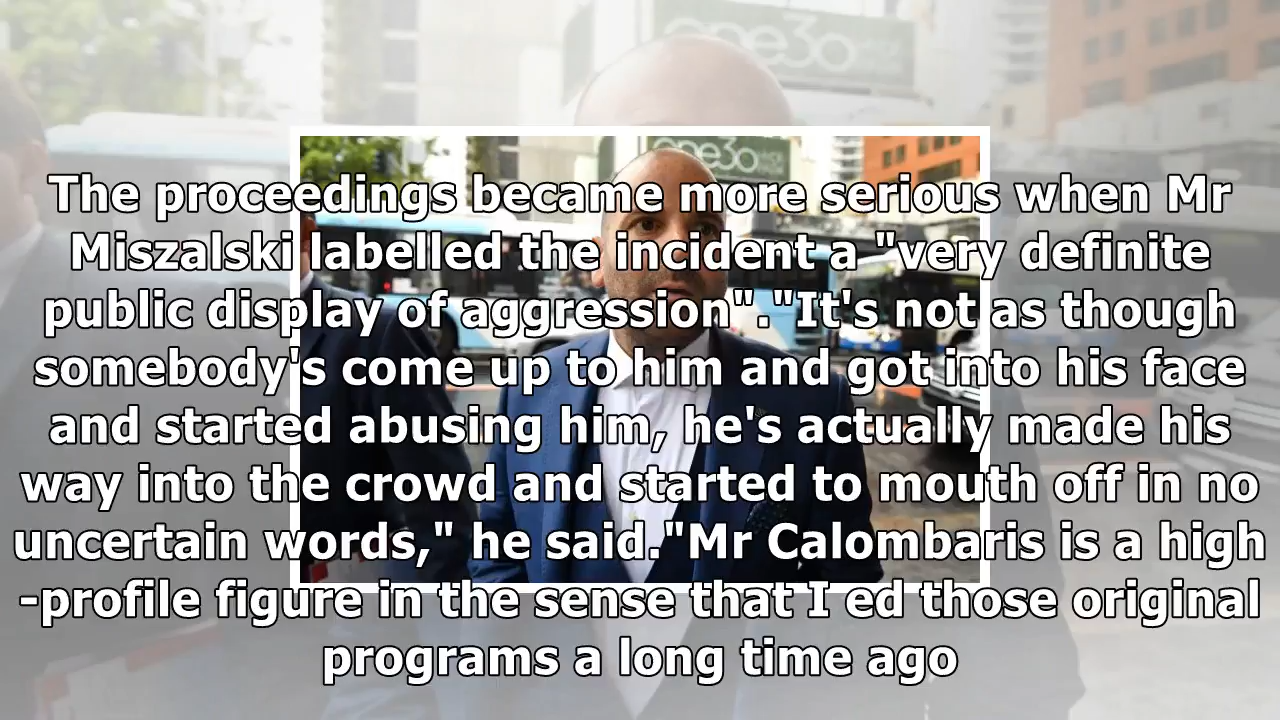 one30
one30
The proceedings became more serious when Mr
Miszalski labelled the incident a "very definite
public display of aggression"."It's not as though
somebody's come up to him and got into his face
and started abusing him, he's actually made his
way into the crowd and started to mouth off in no
uncertain words," he said."Mr Calombaris is a high
-profile figure in the sense that I ed those original
programs a long time ago